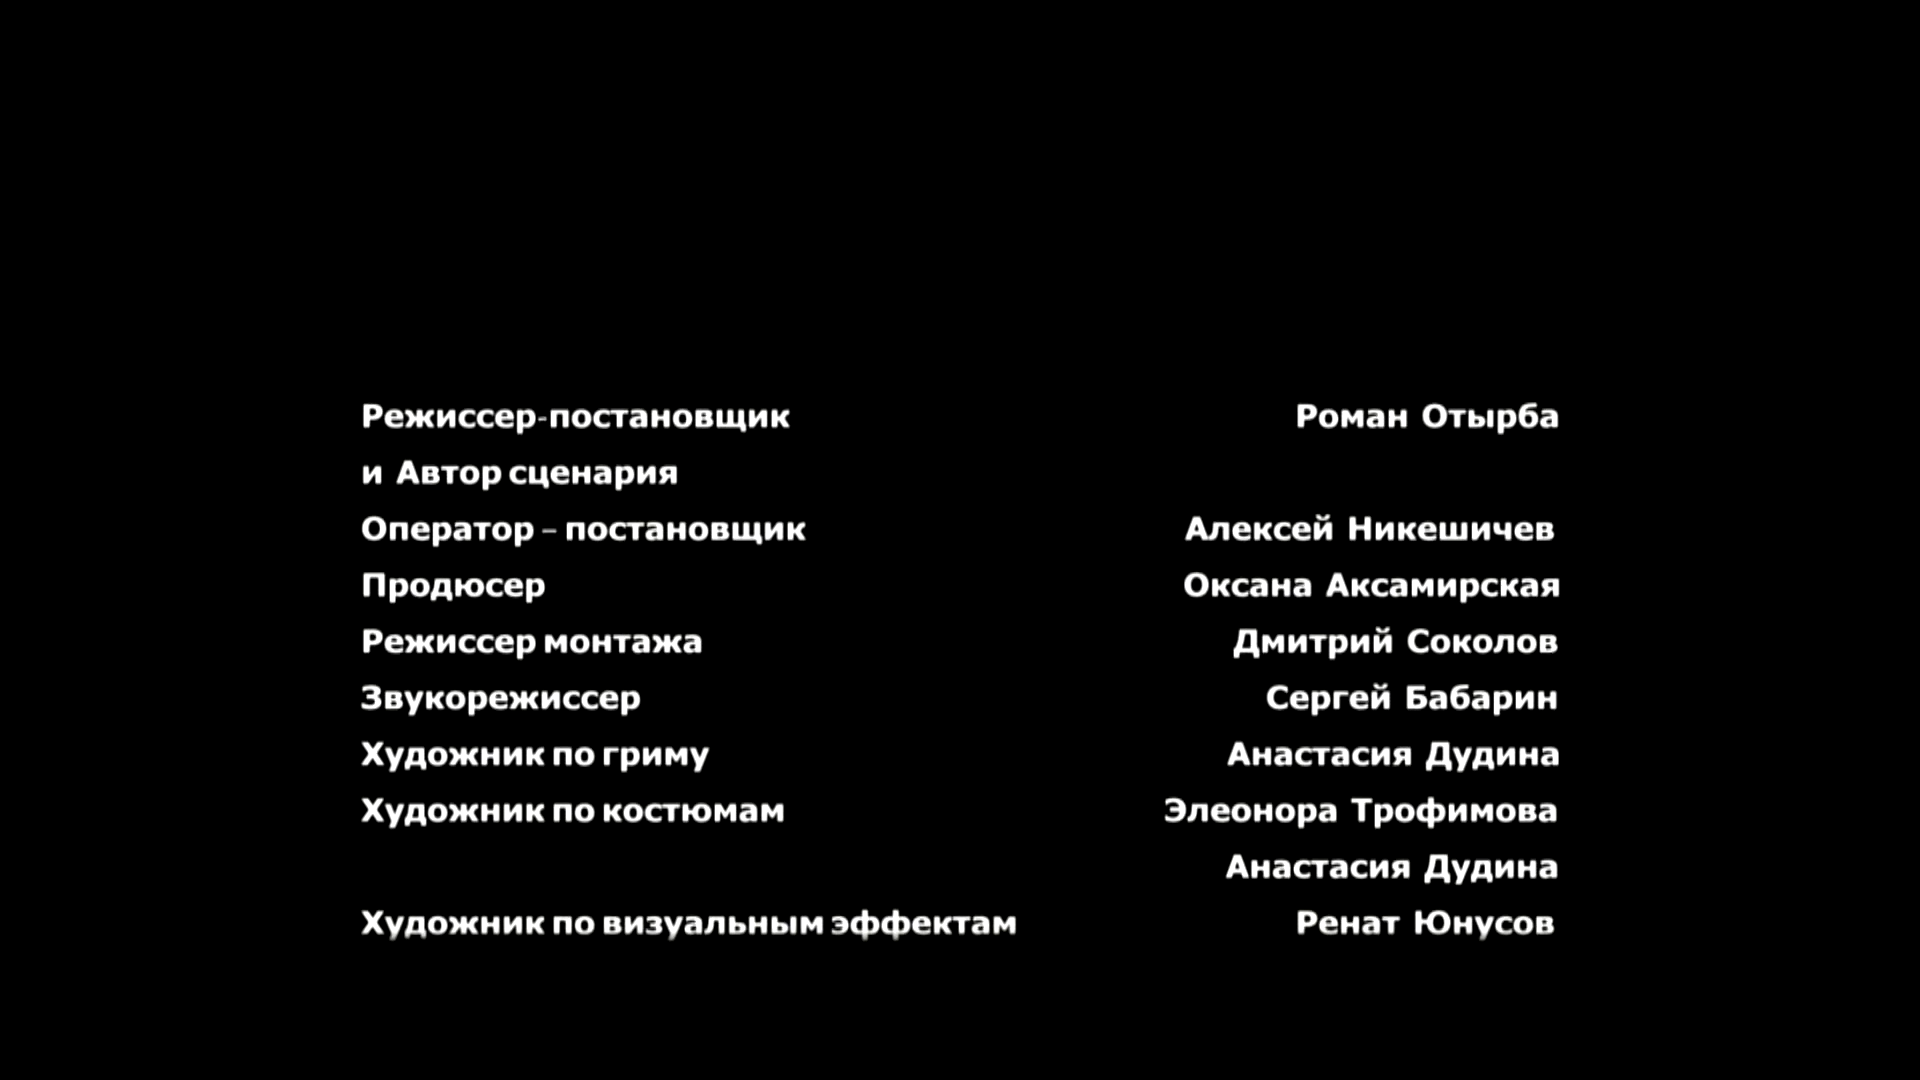 Режиссер-постановщик Роман Отырба
и Автор сценария
Оператор – постановщик Алексей Никешичев
Продюсер Оксана Аксамирская
Режиссер монтажа Дмитрий Соколов
Звукорежиссер Сергей Бабарин
Художник по гриму Анастасия Дудина
Художник по костюмам Элеонора Трофимова
Анастасия Дудина
Художник по визуальным эффектам Ренат Юнусов